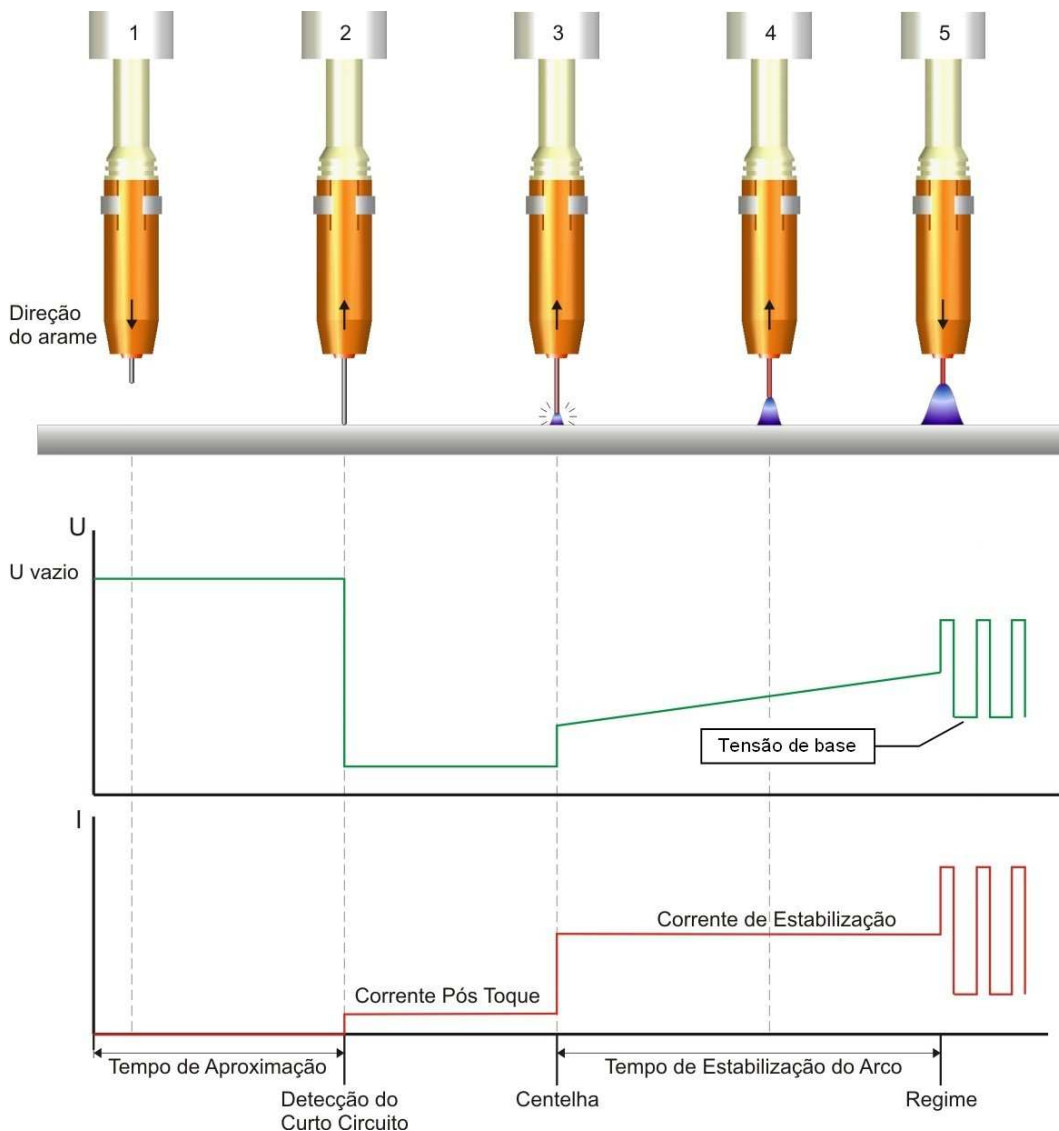 1 2 3 4 5
Direção
do arame
U
U vazio
Tensão de base
I
Corrente de Estabilização
Corrente Pós Toque
Tempo de Aproximação
Tempo de Estabilização do Arco
Detecção do
Curto Circuito
Centelha
Regime